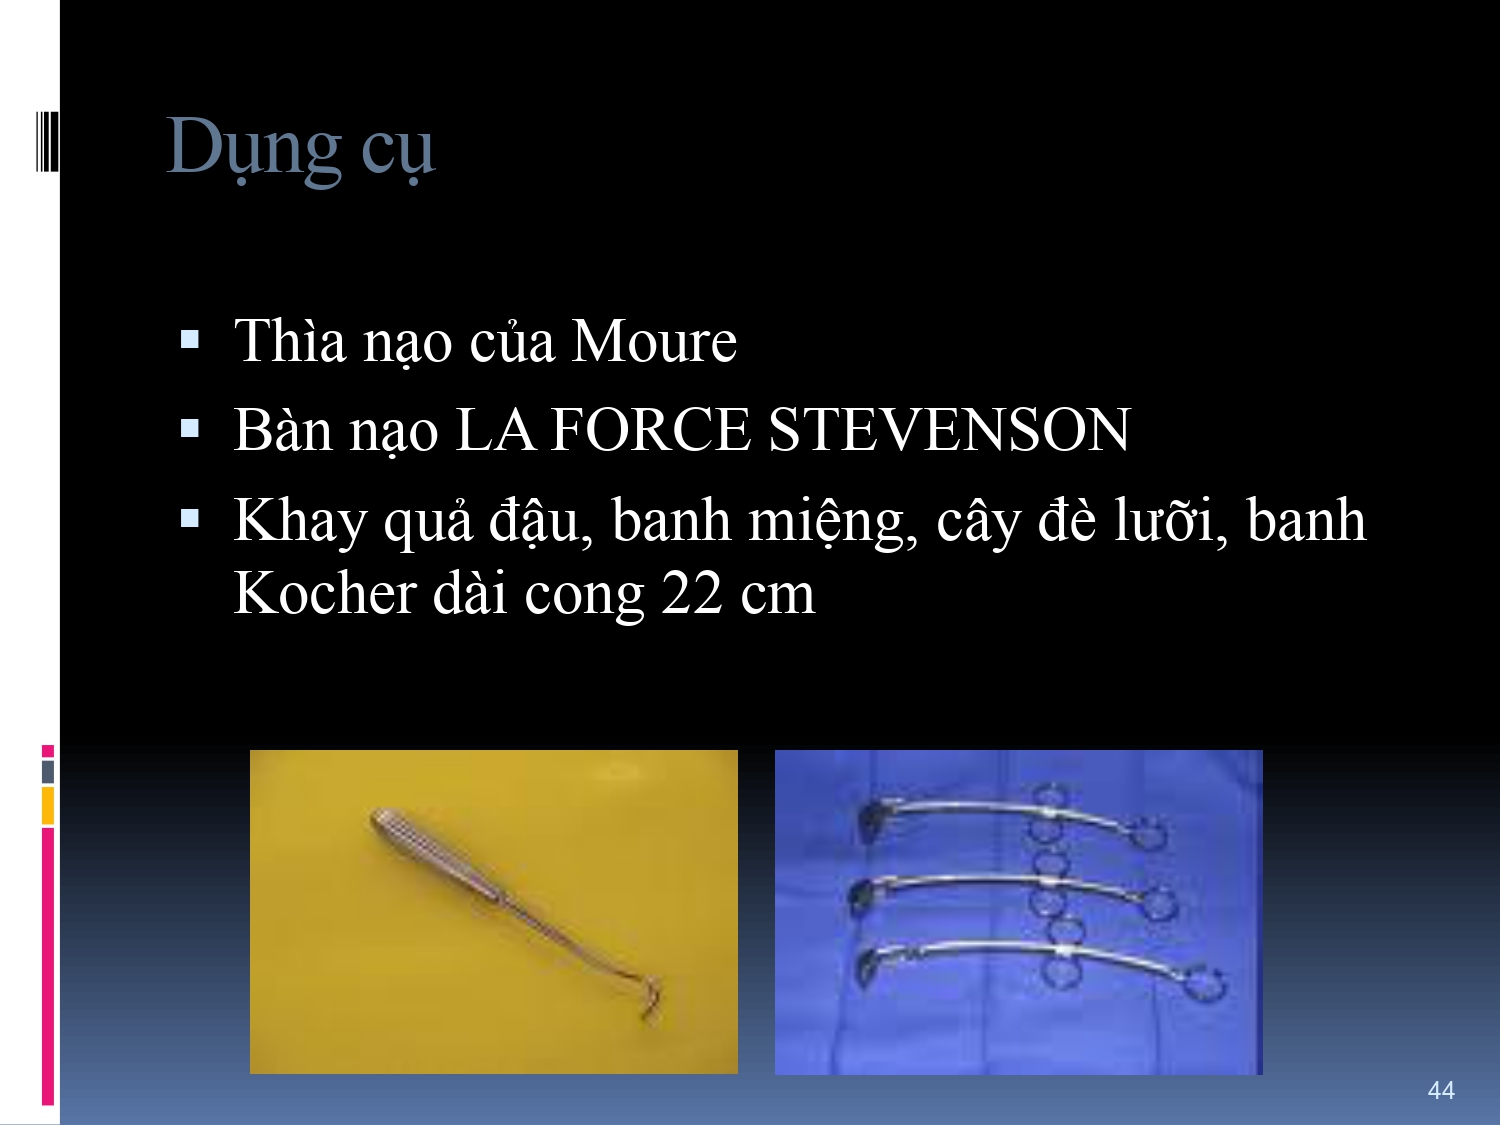 Dụng cụ
Thìa nạo của Moure
Bàn nạo LA FORCE STEVENSON
Khay quả đậu, banh miệng, cây đè lưỡi, banh
Kocher dài cong 22 cm
44